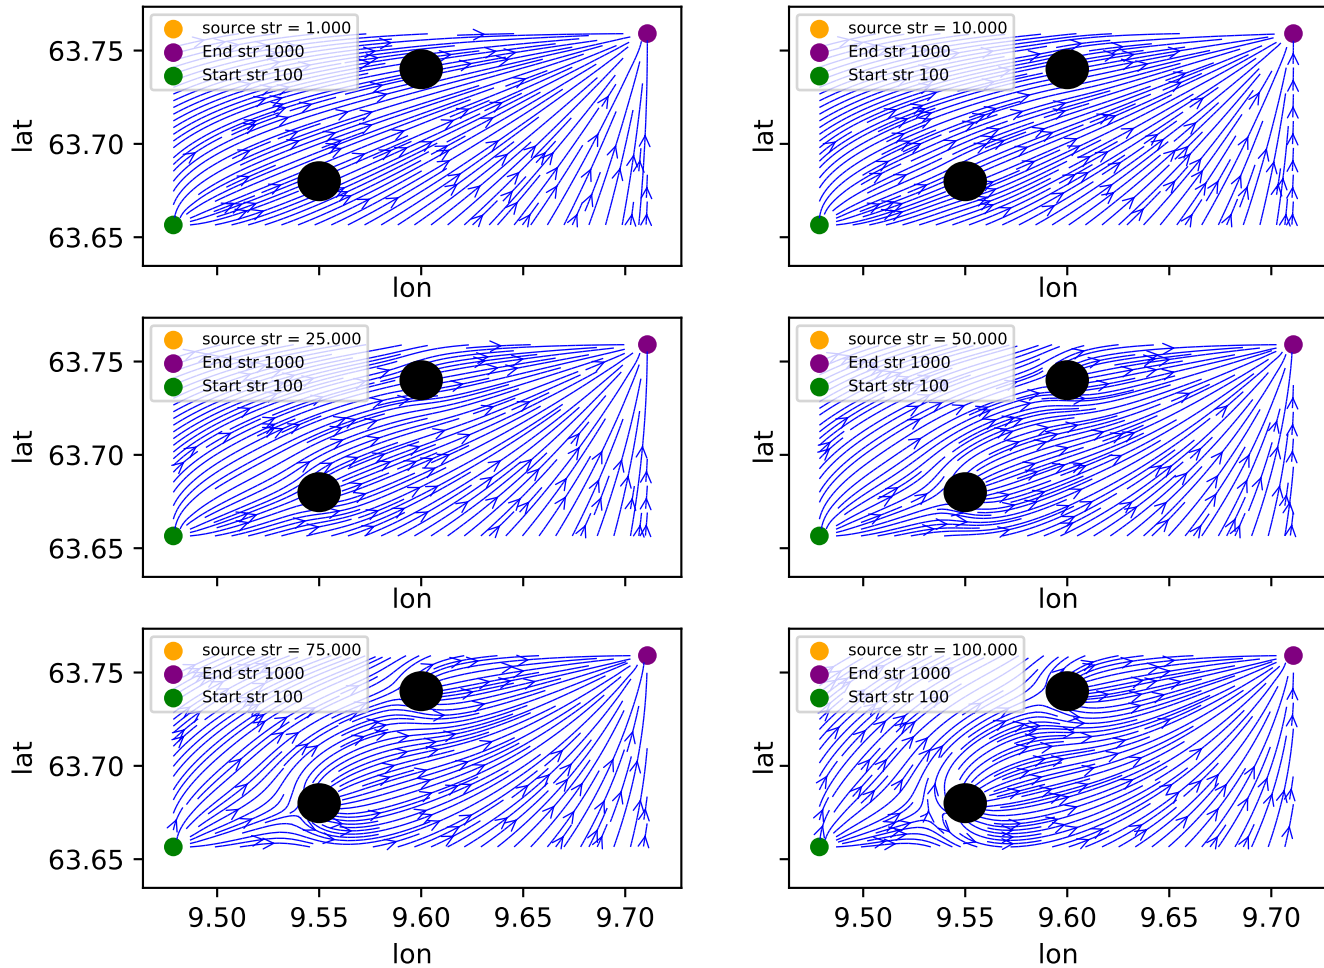 source str = 1.000
End str 1000
Start str 100
63.75
63.70
63.65
lat
lon
source str = 10.000
End str 1000
Start str 100
lat
lon
source str = 25.000
End str 1000
Start str 100
63.75
63.70
63.65
lat
lon
source str = 50.000
End str 1000
Start str 100
lat
lon
source str = 75.000
End str 1000
Start str 100
63.75
63.70
63.65
lat
9.50 9.55 9.60 9.65 9.70
lon
source str = 100.000
End str 1000
Start str 100
lat
9.50 9.55 9.60 9.65 9.70
lon